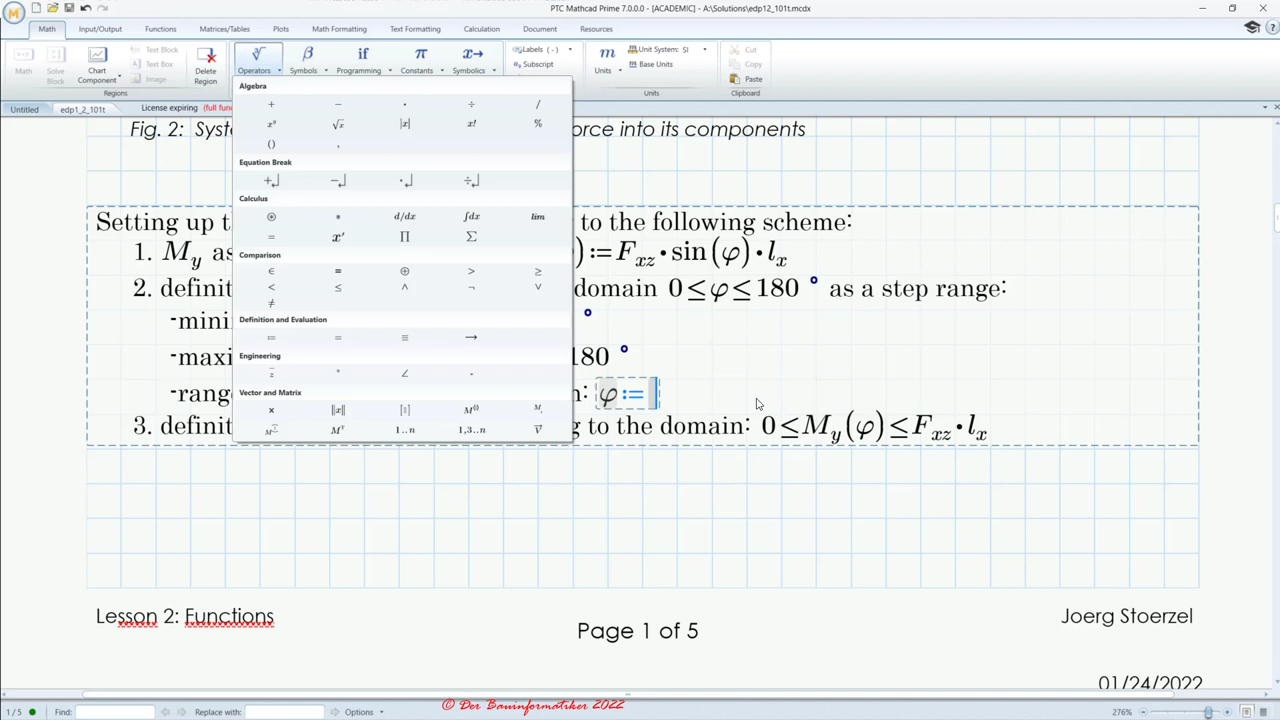 PTC Mathcad Prime 7.0.0.0 - [ACADEMIC] - A:\Solutions\edp12_101t.mcdx
Math Input/Output Functions Matrices/Tables Plots Math Formatting Text Formatting Calculation Document Resources
Math Solve Block Chart Component Text Block Text Box Image Delete Region Operators Symbols Programming Constants Symbolics Labels ( - ) Subscript Units Unit System: SI Base Units Cut Copy Paste
Regions Units Clipboard
Untitled edp1_2_101t License expiring (full fun
Algebra
+ − · ÷ /
√x |x| x! %
() ,
Equation Break
Calculus
d/dx ∫dx lim
= x' ∏ ∑
Comparison
∈ = ⊕ > ≥
< ≤ ∧ ¬ ∨
≠
Definition and Evaluation
:= = ≡ →
Engineering
° ∠
Vector and Matrix
× ||x||
1..n 1,3..n
Fig. 2: Syst orce into its components
Setting up th to the following scheme:
1. M_y as ):=F_xz·sin(φ)·l_x
2. definit domain 0≤φ≤180 ° as a step range:
-mini °
-maxi 180 °
-rang : φ :=
3. definit ng to the domain: 0≤M_y(φ)≤F_xz·l_x
Lesson 2: Functions Joerg Stoerzel
Page 1 of 5
01/24/2022
1 / 5 Find: Replace with: Options 276%
© Der Bauinformatiker 2022